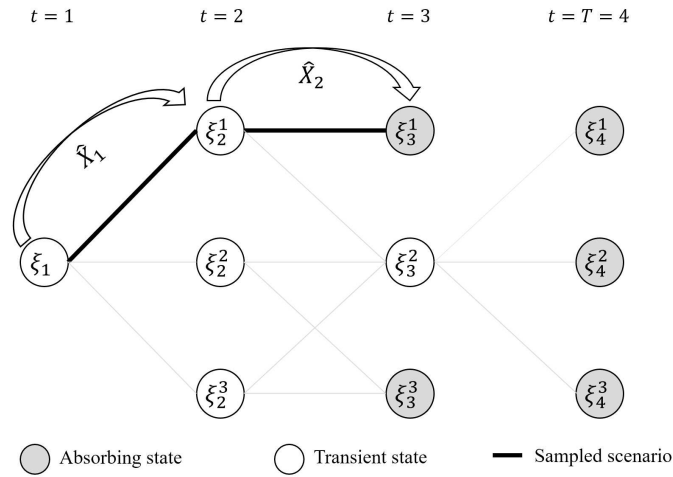 t = 1 t = 2 t = 3 t = T = 4
X̂₂
ξ₂¹ ξ₃¹ ξ₄¹
X̂₁
ξ₁ ξ₂² ξ₃² ξ₄²
ξ₂³ ξ₃³ ξ₄³
Absorbing state Transient state Sampled scenario